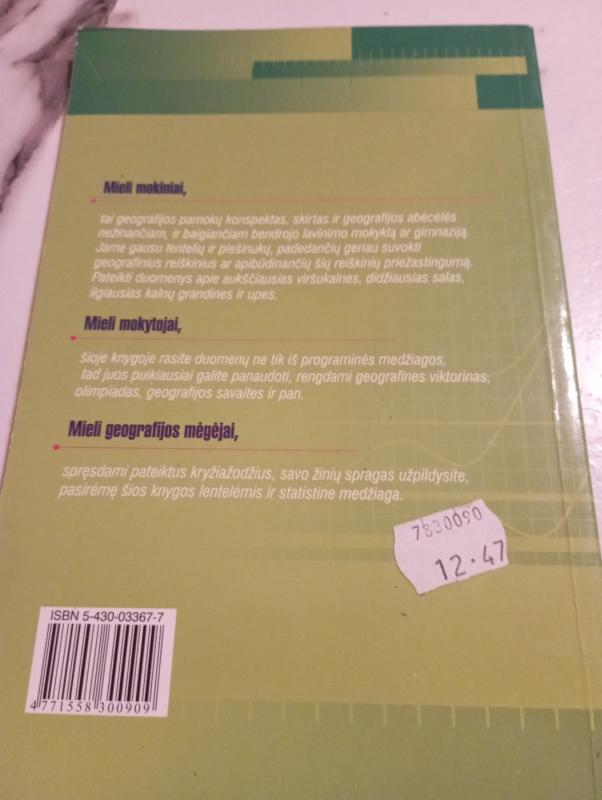 Mieli mokiniai,
tai geografijos pamokų konspektas, skirtas ir geografijos abėcėlės
nežinančiam, ir baigiančiam bendrojo lavinimo mokyklą ar gimnaziją.
Jame gausu lentelių ir piešinukų, padedančių geriau suvokti
geografinius reiškinius ar apibūdinančių šių reiškinių priežastingumą.
Pateikti duomenys apie aukščiausias viršukalnes, didžiausias salas,
ilgiausias kalnų grandines ir upes.
Mieli mokytojai,
šioje knygoje rasite duomenų ne tik iš programinės medžiagos,
tad juos puikiausiai galite panaudoti, rengdami geografines viktorinas,
olimpiadas, geografijos savaites ir pan.
Mieli geografijos mėgėjai,
spręsdami pateiktus kryžiažodžius, savo žinių spragas užpildysite,
pasirėmę šios knygos lentelėmis ir statistine medžiaga.
7830090
12.47
ISBN 5-430-03367-7
4 771558 300909